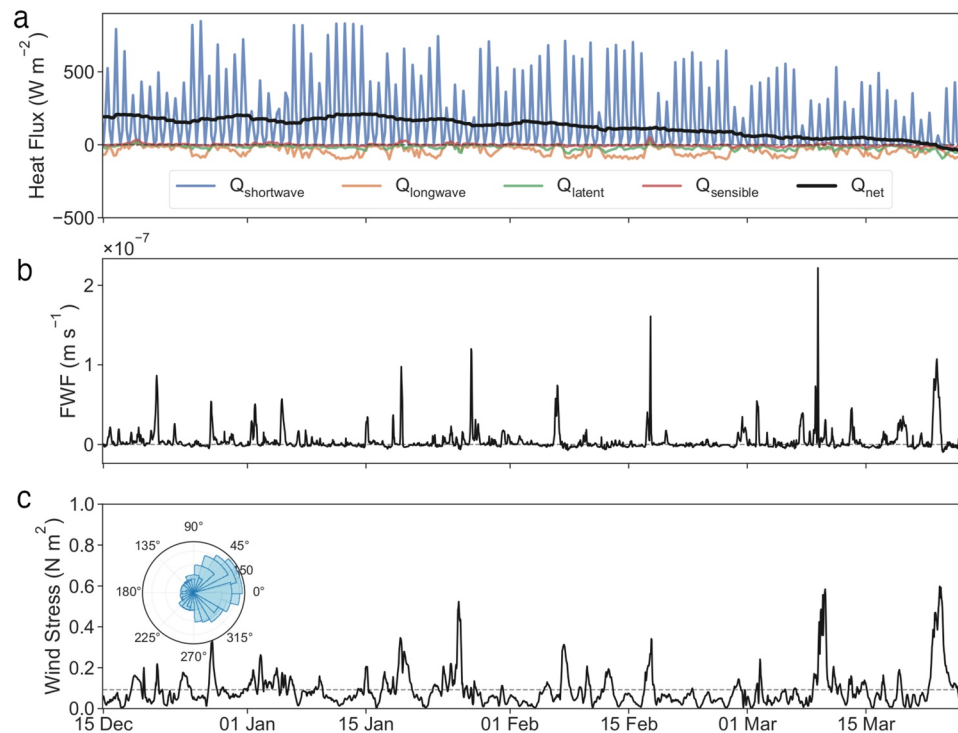 a
Heat Flux (W m−2)
500
0
−500
Qshortwave Qlongwave Qlatent Qsensible Qnet
×10−7
b
FWF (m s−1)
2
1
0
c
Wind Stress (N m2)
1.0
0.8
0.6
0.4
0.2
0.0
90°
135° 45°
150
180° 0°
225° 315°
270°
15 Dec 01 Jan 15 Jan 01 Feb 15 Feb 01 Mar 15 Mar